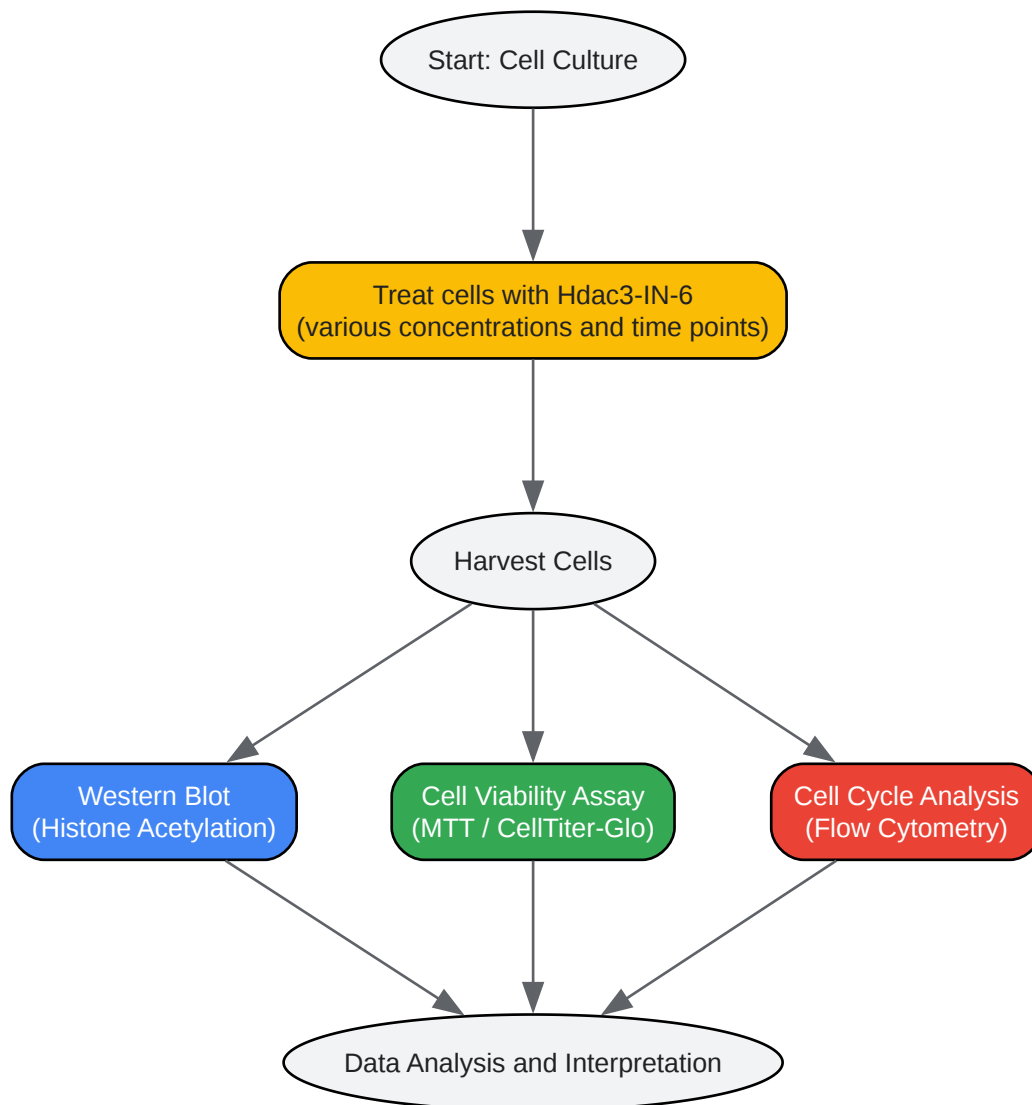 Start: Cell Culture
Treat cells with Hdac3-IN-6
(various concentrations and time points)
Harvest Cells
Western Blot
(Histone Acetylation)
Cell Viability Assay
(MTT / CellTiter-Glo)
Cell Cycle Analysis
(Flow Cytometry)
Data Analysis and Interpretation